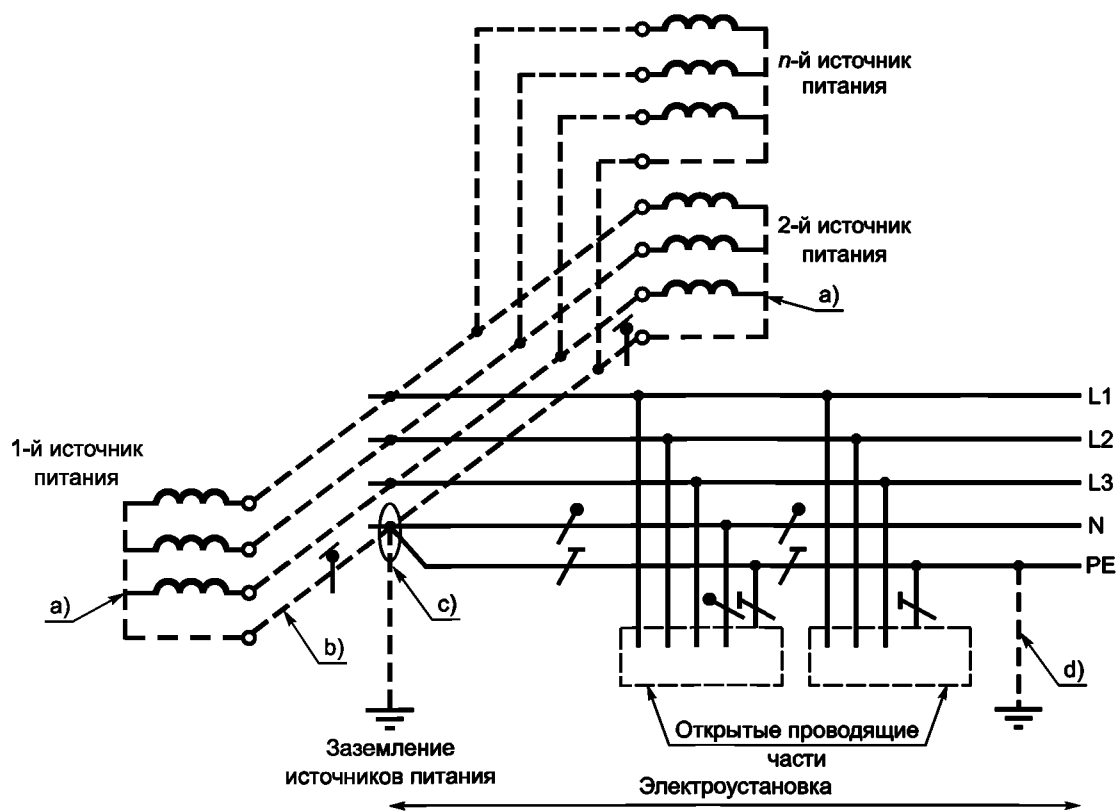 n-й источник
питания
2-й источник
питания
a)
L1
1-й источник
питания
L2
L3
N
PE
a)
b)
c)
d)
Заземление
источников питания
Открытые проводящие
части
Электроустановка